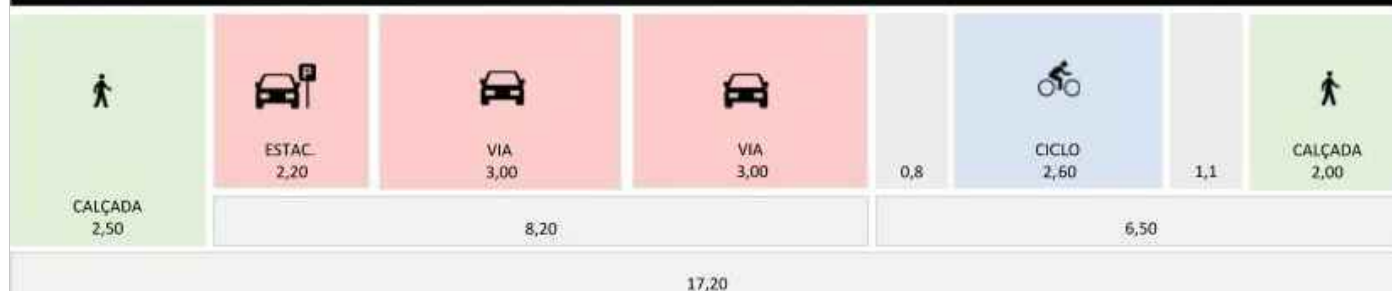 P
ESTAC.
2,20
VIA
3,00
VIA
3,00
0,8
CICLO
2,60
1,1
CALÇADA
2,00
CALÇADA
2,50
8,20
6,50
17,20